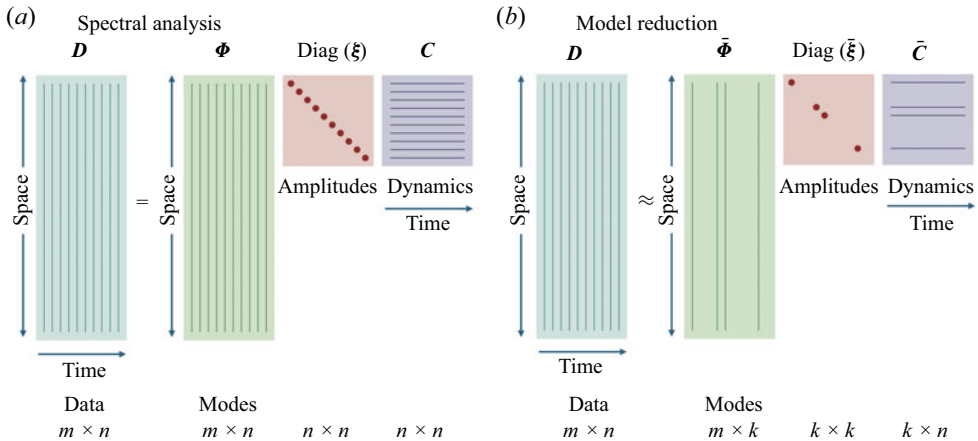 (a)
Spectral analysis
D
Φ
Diag (ξ)
C
Space
=
Space
Amplitudes
Dynamics
Time
Time
Data
Modes
m × n
m × n
n × n
n × n
(b)
Model reduction
D
Φ̄
Diag (ξ̄)
C̄
Space
≈
Space
Amplitudes
Dynamics
Time
Time
Data
Modes
m × n
m × k
k × k
k × n